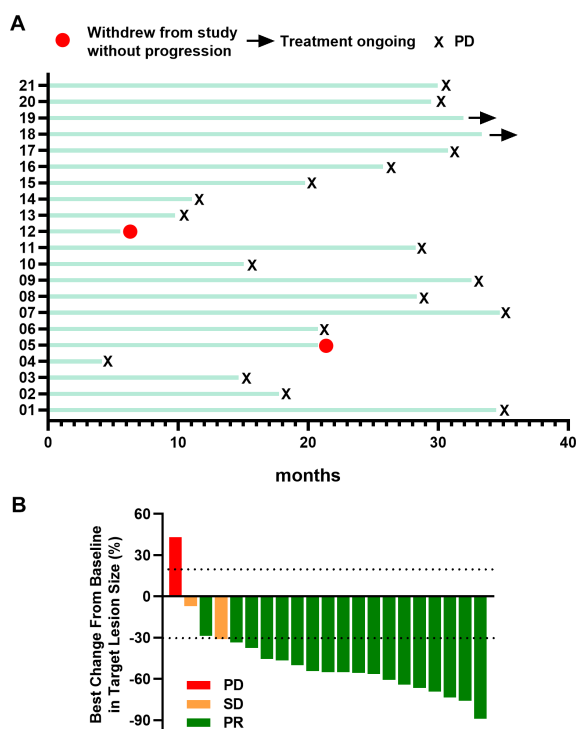 A
Withdrew from study
without progression
Treatment ongoing
X PD
21 X
20 X
19
18
17 X
16 X
15 X
14 X
13 X
12
11 X
10 X
09 X
08 X
07 X
06 X
05
04 X
03 X
02 X
01 X
0 10 20 30 40
months
B
Best Change From Baseline
in Target Lesion Size (%)
60
30
0
-30
-60
-90
PD
SD
PR